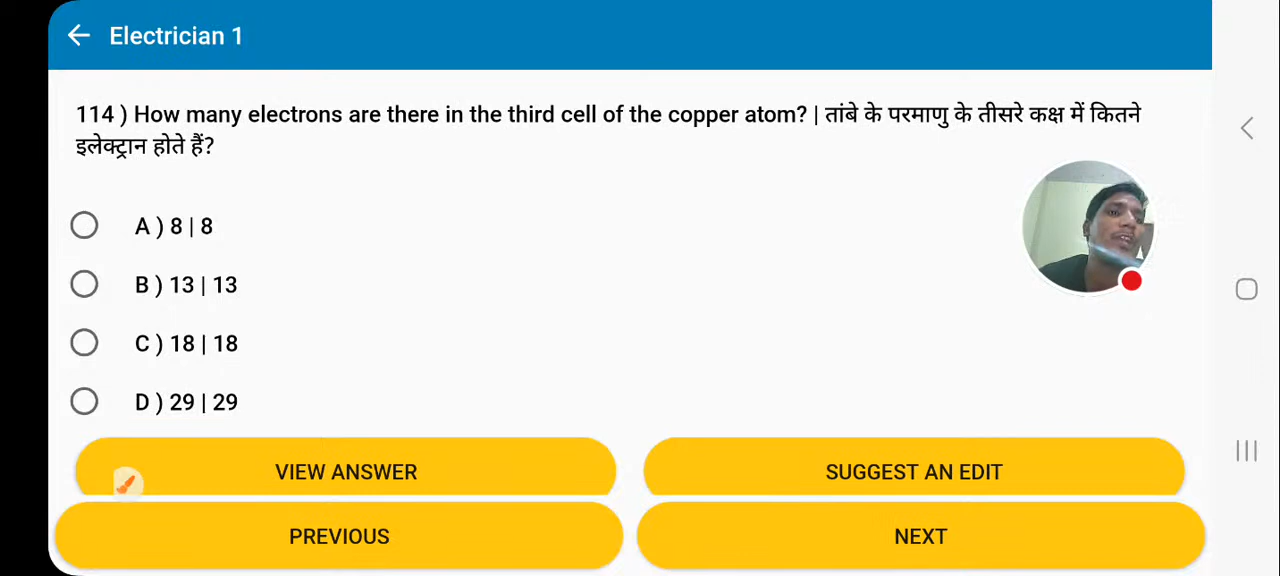 Electrician 1
114 ) How many electrons are there in the third cell of the copper atom? | तांबे के परमाणु के तीसरे कक्ष में कितने
इलेक्ट्रान होते हैं?
A ) 8 | 8
B ) 13 | 13
C ) 18 | 18
D ) 29 | 29
VIEW ANSWER
SUGGEST AN EDIT
PREVIOUS
NEXT